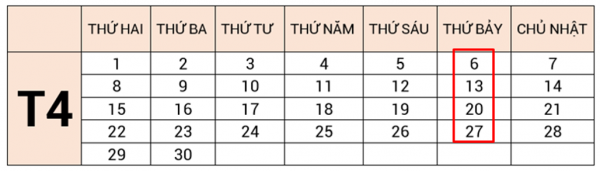 THỨ HAI THỨ BA THỨ TƯ THỨ NĂM THỨ SÁU THỨ BẢY CHỦ NHẬT
T4
1 2 3 4 5 6 7
8 9 10 11 12 13 14
15 16 17 18 19 20 21
22 23 24 25 26 27 28
29 30